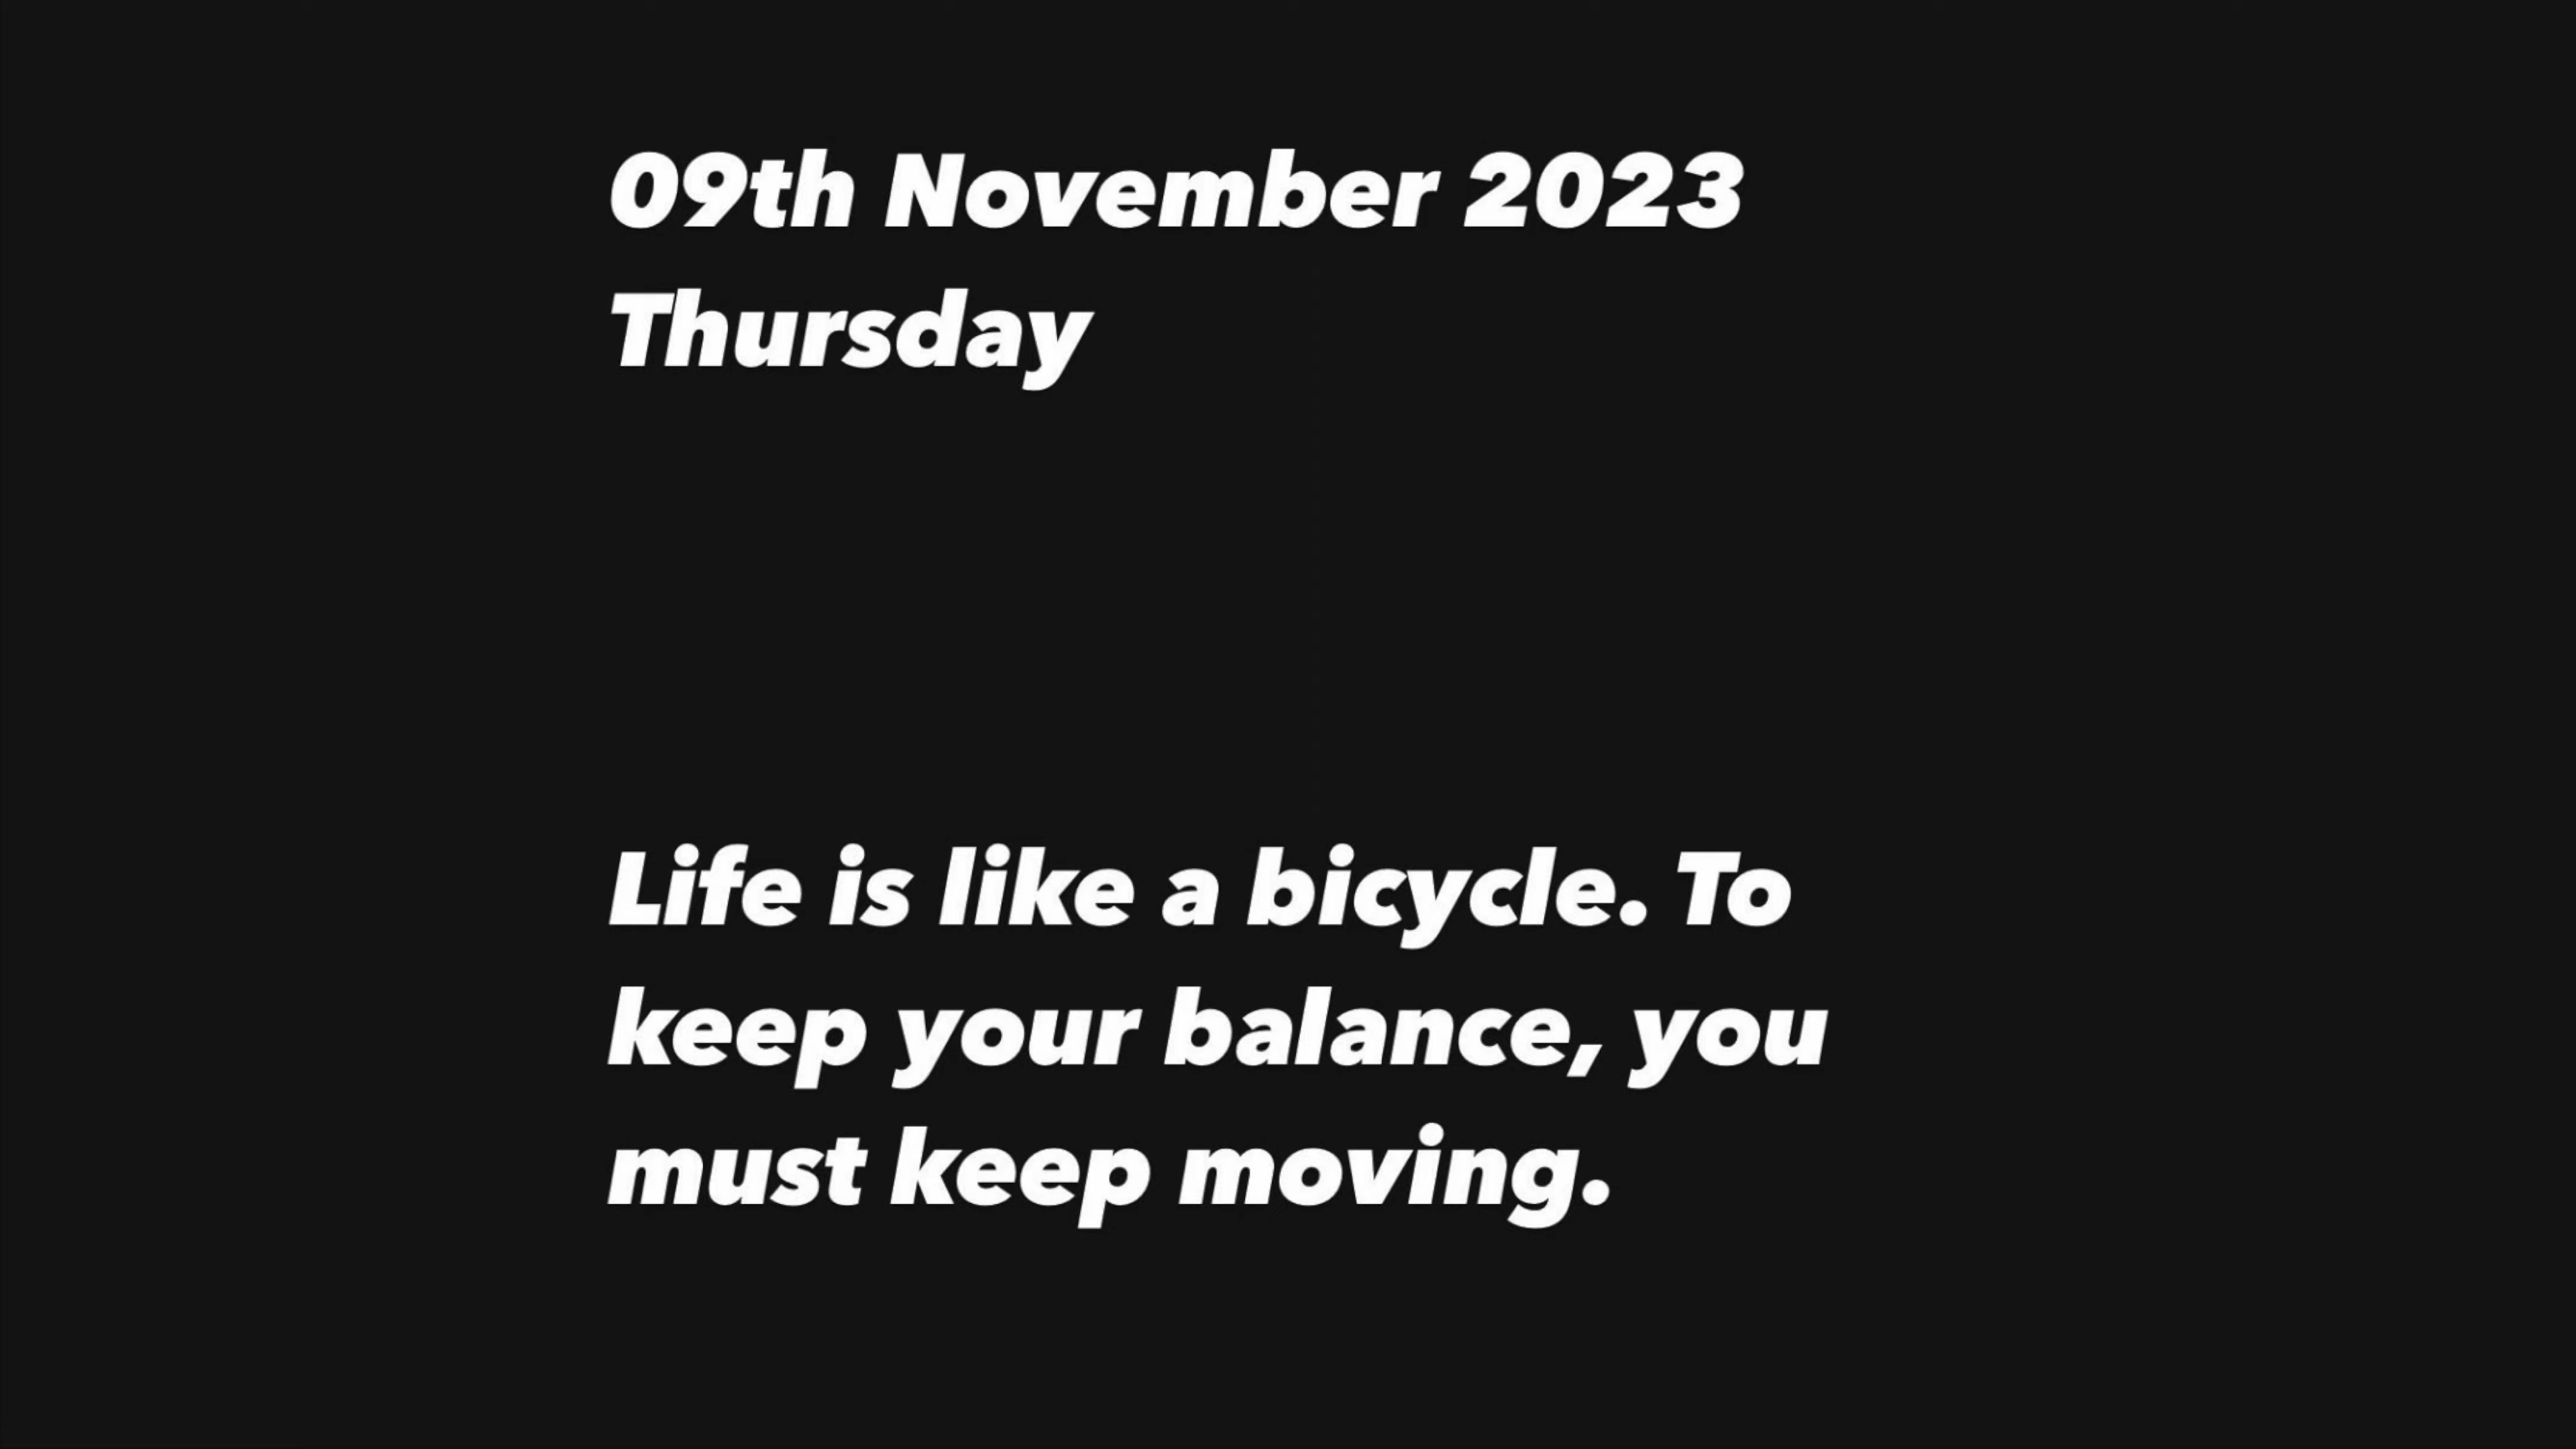 09th November 2023
Thursday
Life is like a bicycle. To
keep your balance, you
must keep moving.